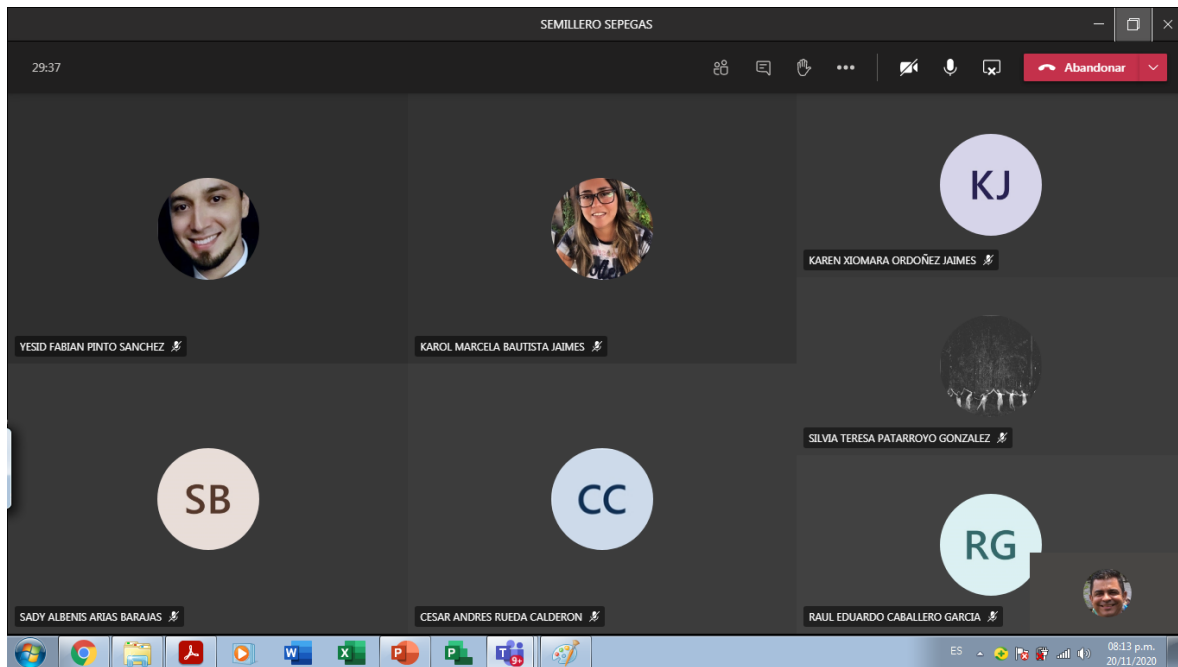 SEMILLERO SEPEGAS
29:37
Abandonar
KJ
KAREN XIOMARA ORDOÑEZ JAIMES
YESID FABIAN PINTO SANCHEZ
KAROL MARCELA BAUTISTA JAIMES
SILVIA TERESA PATARROYO GONZALEZ
SB
CC
RG
SADY ALBENIS ARIAS BARAJAS
CESAR ANDRES RUEDA CALDERON
RAUL EDUARDO CABALLERO GARCIA
W
X
P
P
T
9+
ES
08:13 p.m.
20/11/2020